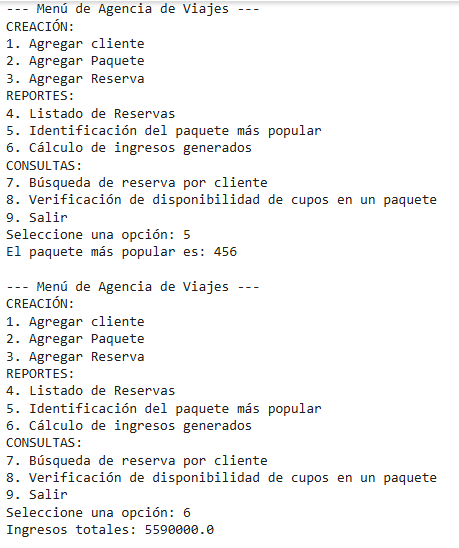 --- Menú de Agencia de Viajes ---
CREACIÓN:
1. Agregar cliente
2. Agregar Paquete
3. Agregar Reserva
REPORTES:
4. Listado de Reservas
5. Identificación del paquete más popular
6. Cálculo de ingresos generados
CONSULTAS:
7. Búsqueda de reserva por cliente
8. Verificación de disponibilidad de cupos en un paquete
9. Salir
Seleccione una opción: 5
El paquete más popular es: 456

--- Menú de Agencia de Viajes ---
CREACIÓN:
1. Agregar cliente
2. Agregar Paquete
3. Agregar Reserva
REPORTES:
4. Listado de Reservas
5. Identificación del paquete más popular
6. Cálculo de ingresos generados
CONSULTAS:
7. Búsqueda de reserva por cliente
8. Verificación de disponibilidad de cupos en un paquete
9. Salir
Seleccione una opción: 6
Ingresos totales: 5590000.0